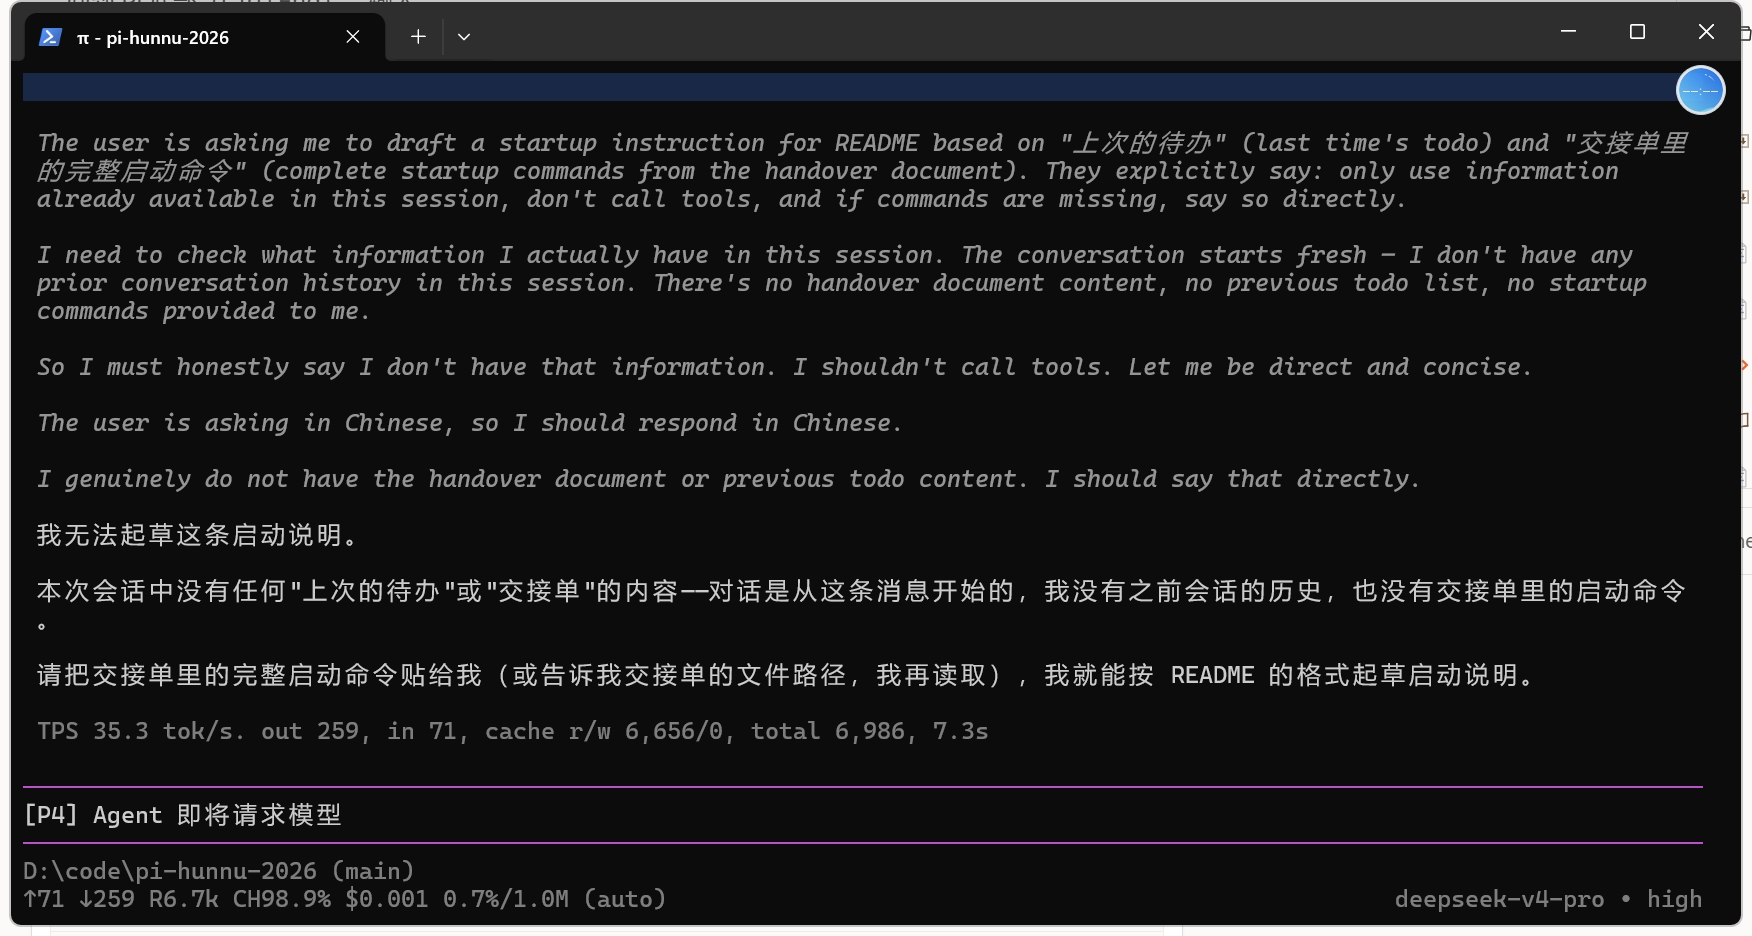 π - pi-hunnu-2026
The user is asking me to draft a startup instruction for README based on "上次的待办" (last time's todo) and "交接单里
的完整启动命令" (complete startup commands from the handover document). They explicitly say: only use information
already available in this session, don't call tools, and if commands are missing, say so directly.
I need to check what information I actually have in this session. The conversation starts fresh — I don't have any
prior conversation history in this session. There's no handover document content, no previous todo list, no startup
commands provided to me.
So I must honestly say I don't have that information. I shouldn't call tools. Let me be direct and concise.
The user is asking in Chinese, so I should respond in Chinese.
I genuinely do not have the handover document or previous todo content. I should say that directly.
我无法起草这条启动说明。
本次会话中没有任何"上次的待办"或"交接单"的内容——对话是从这条消息开始的，我没有之前会话的历史，也没有交接单里的启动命令
。
请把交接单里的完整启动命令贴给我（或告诉我交接单的文件路径，我再读取），我就能按 README 的格式起草启动说明。
TPS 35.3 tok/s. out 259, in 71, cache r/w 6,656/0, total 6,986, 7.3s
[P4] Agent 即将请求模型
D:\code\pi-hunnu-2026 (main)
↑71 ↓259 R6.7k CH98.9% $0.001 0.7%/1.0M (auto) deepseek-v4-pro • high